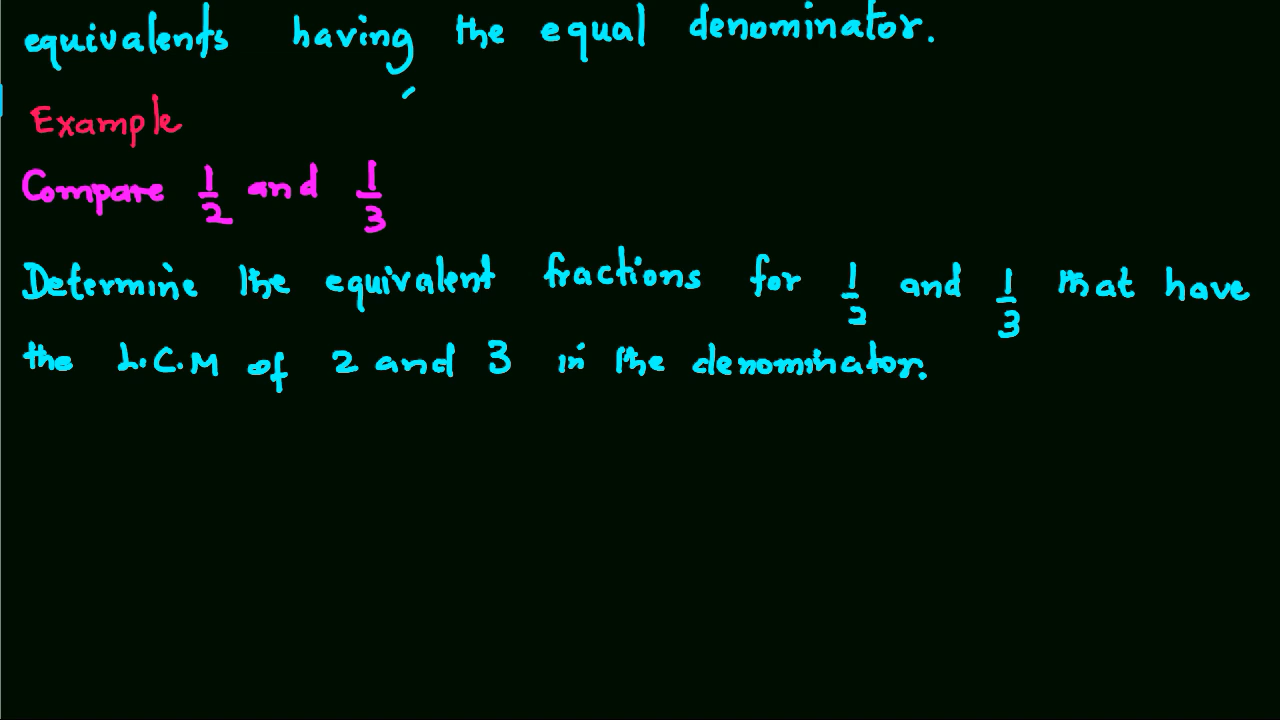 equivalents having the equal denominator.
Example
Compare 1/2 and 1/3
Determine the equivalent fractions for 1/2 and 1/3 that have
the L.C.M of 2 and 3 in the denominator.